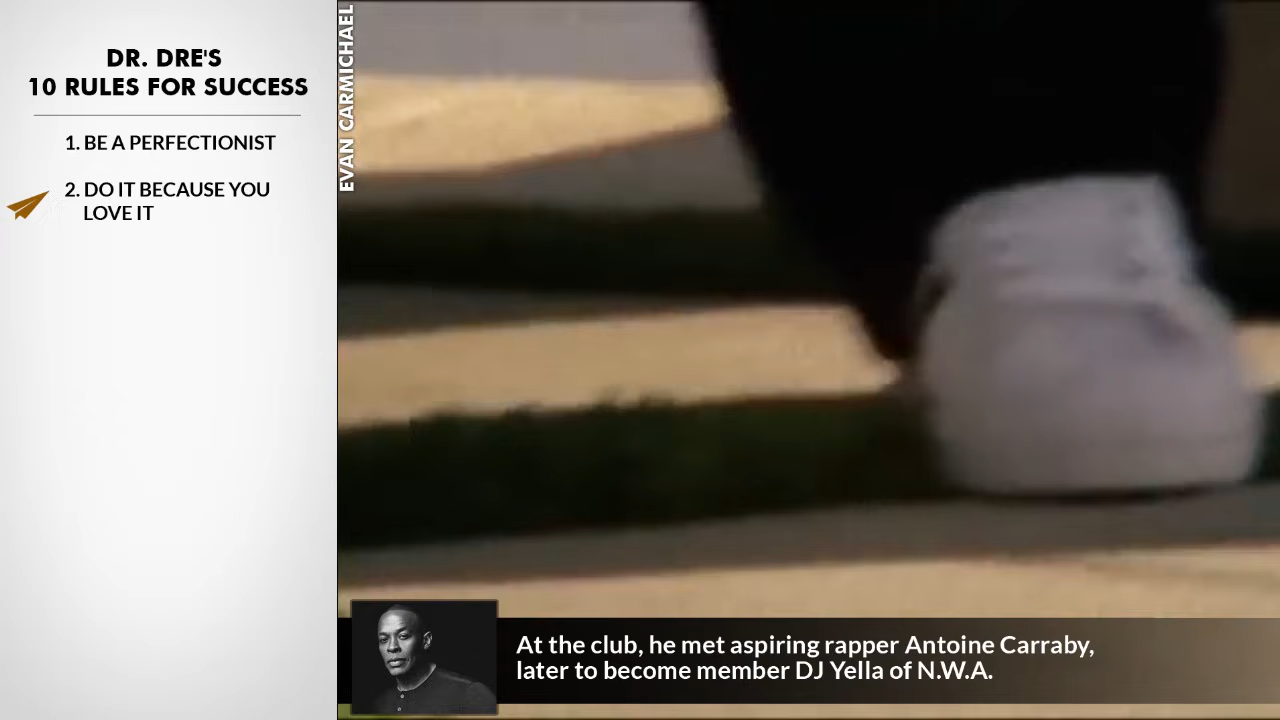 DR. DRE'S
10 RULES FOR SUCCESS
1. BE A PERFECTIONIST
2. DO IT BECAUSE YOU
LOVE IT
EVAN CARMICHAEL
At the club, he met aspiring rapper Antoine Carraby,
later to become member DJ Yella of N.W.A.